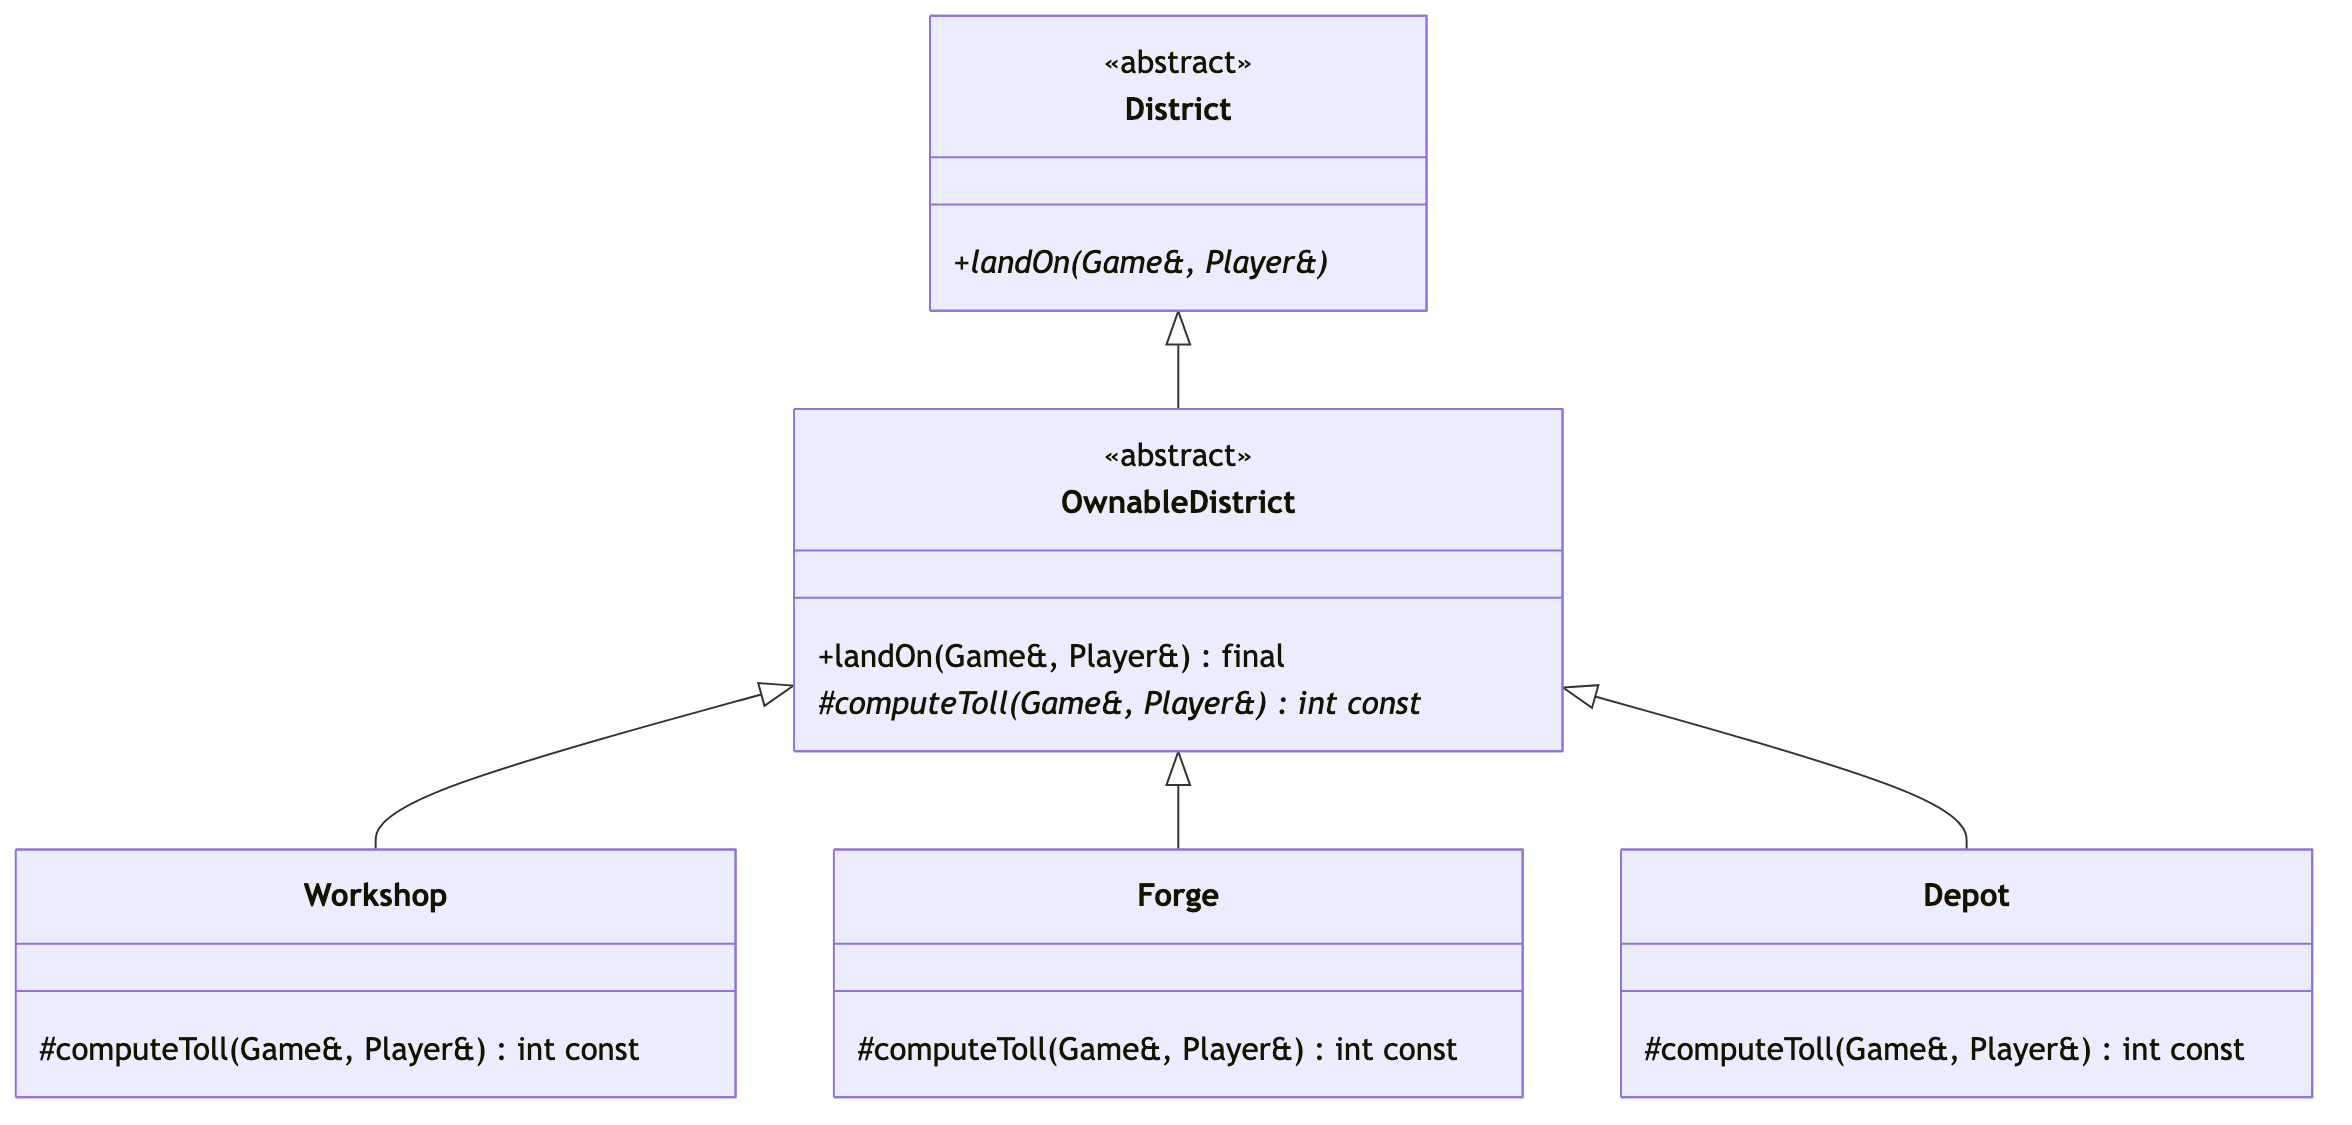 «abstract»
District
+landOn(Game&, Player&)
«abstract»
OwnableDistrict
+landOn(Game&, Player&) : final
#computeToll(Game&, Player&) : int const
Workshop
#computeToll(Game&, Player&) : int const
Forge
#computeToll(Game&, Player&) : int const
Depot
#computeToll(Game&, Player&) : int const